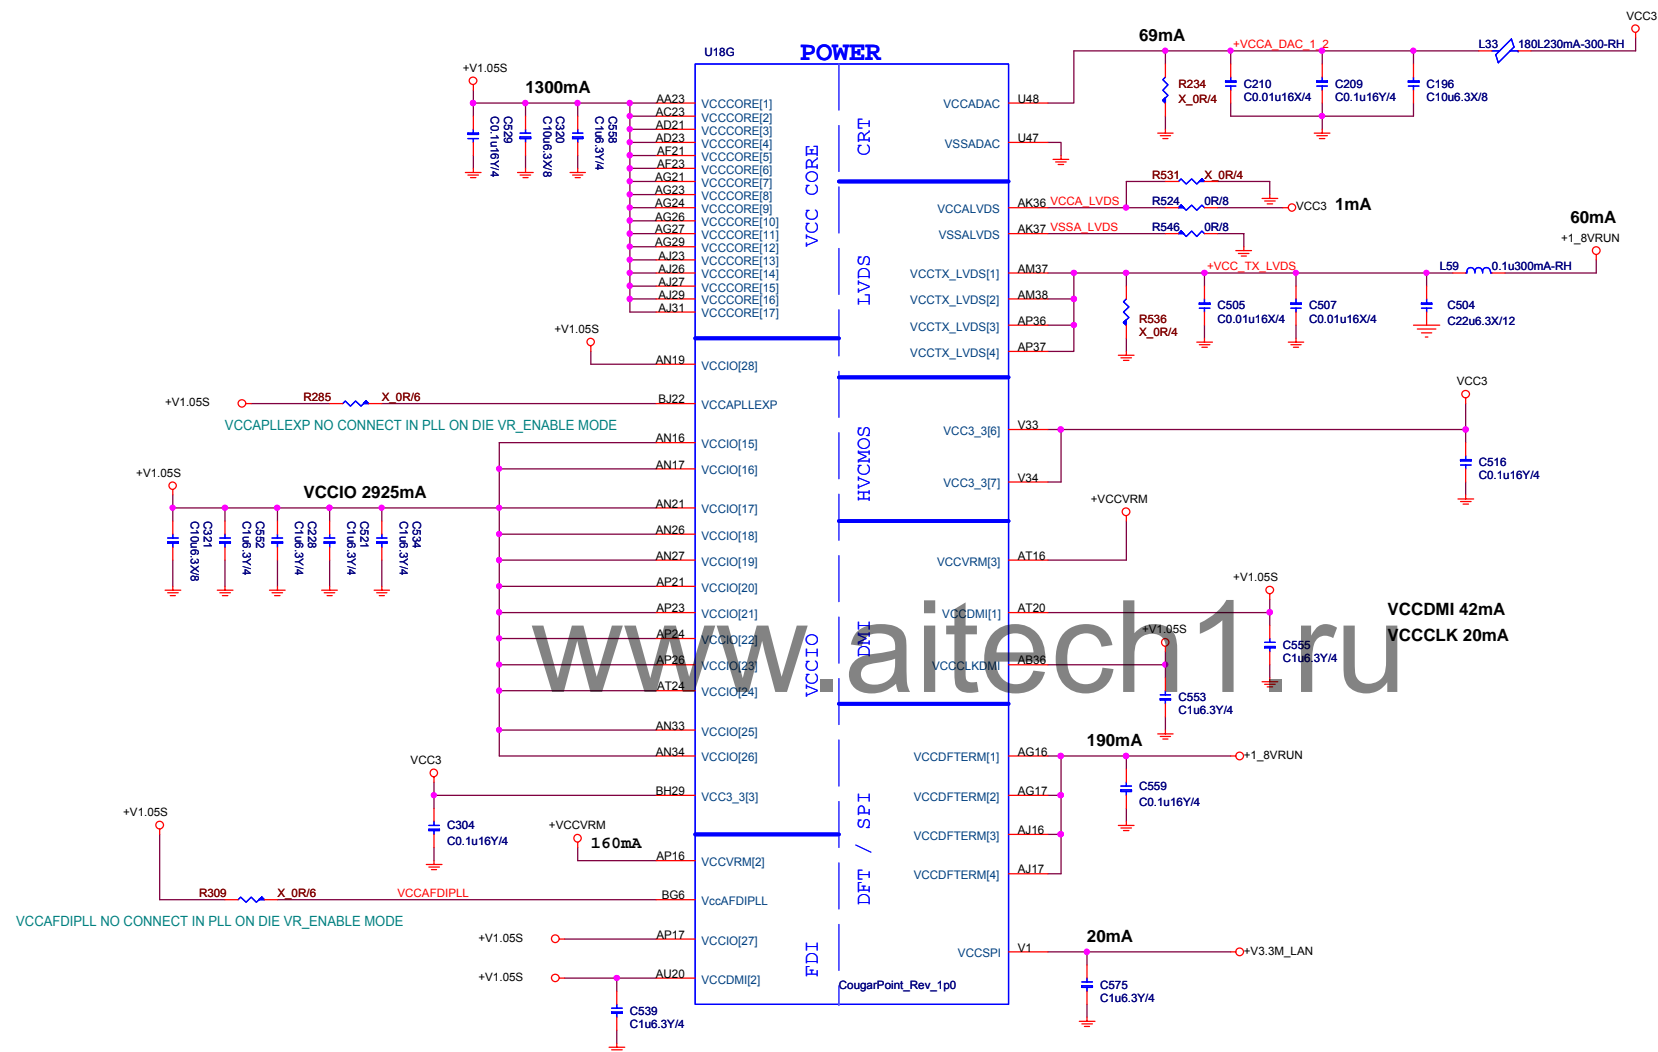 U18G
POWER
+V1.05S
1300mA
C529
C0.1u16Y/4
C320
C10u6.3X/8
C558
C1u6.3Y/4
AA23 VCCCORE[1]
AC23 VCCCORE[2]
AD21 VCCCORE[3]
AD23 VCCCORE[4]
AF21 VCCCORE[5]
AF23 VCCCORE[6]
AG21 VCCCORE[7]
AG23 VCCCORE[8]
AG24 VCCCORE[9]
AG26 VCCCORE[10]
AG27 VCCCORE[11]
AG29 VCCCORE[12]
AJ23 VCCCORE[13]
AJ26 VCCCORE[14]
AJ27 VCCCORE[15]
AJ29 VCCCORE[16]
AJ31 VCCCORE[17]
VCC CORE
+V1.05S
AN19 VCCIO[28]
+V1.05S R285 X_0R/6 BJ22 VCCAPLLEXP
VCCAPLLEXP NO CONNECT IN PLL ON DIE VR_ENABLE MODE
AN16 VCCIO[15]
AN17 VCCIO[16]
+V1.05S
VCCIO 2925mA
AN21 VCCIO[17]
AN26 VCCIO[18]
AN27 VCCIO[19]
AP21 VCCIO[20]
AP23 VCCIO[21]
AP24 VCCIO[22]
AP26 VCCIO[23]
AT24 VCCIO[24]
AN33 VCCIO[25]
AN34 VCCIO[26]
VCCIO
C321
C10u6.3X/8
C552
C1u6.3Y/4
C228
C1u6.3Y/4
C521
C1u6.3Y/4
C534
C1u6.3Y/4
VCC3
BH29 VCC3_3[3]
C304
C0.1u16Y/4
+VCCVRM
160mA
AP16 VCCVRM[2]
+V1.05S
R309 X_0R/6 VCCAFDIPLL BG6 VccAFDIPLL
VCCAFDIPLL NO CONNECT IN PLL ON DIE VR_ENABLE MODE
+V1.05S AP17 VCCIO[27]
+V1.05S AU20 VCCDMI[2]
C539
C1u6.3Y/4
FDI
CougarPoint_Rev_1p0
CRT
VCCADAC U48
VSSADAC U47
69mA
+VCCA_DAC_1_2
L33 180L230mA-300-RH
VCC3
R234
X_0R/4
C210
C0.01u16X/4
C209
C0.1u16Y/4
C196
C10u6.3X/8
LVDS
R531 X_0R/4
VCCALVDS AK36 VCCA_LVDS R524 0R/8 VCC3 1mA
VSSALVDS AK37 VSSA_LVDS R546 0R/8
60mA
+1_8VRUN
VCCTX_LVDS[1] AM37 +VCC_TX_LVDS L59 0.1u300mA-RH
VCCTX_LVDS[2] AM38
VCCTX_LVDS[3] AP36
VCCTX_LVDS[4] AP37
R536
X_0R/4
C505
C0.01u16X/4
C507
C0.01u16X/4
C504
C22u6.3X/12
HVCMOS
VCC3
VCC3_3[6] V33
VCC3_3[7] V34
C516
C0.1u16Y/4
DMI
+VCCVRM
VCCVRM[3] AT16
+V1.05S
VCCDMI[1] AT20
VCCDMI 42mA
VCCCLK 20mA
C555
C1u6.3Y/4
+V1.05S
VCCCLKDMI AB36
C553
C1u6.3Y/4
DFT / SPI
190mA
VCCDFTERM[1] AG16 +1_8VRUN
VCCDFTERM[2] AG17
VCCDFTERM[3] AJ16
VCCDFTERM[4] AJ17
C559
C0.1u16Y/4
20mA
VCCSPI V1 +V3.3M_LAN
C575
C1u6.3Y/4
www.aitech1.ru